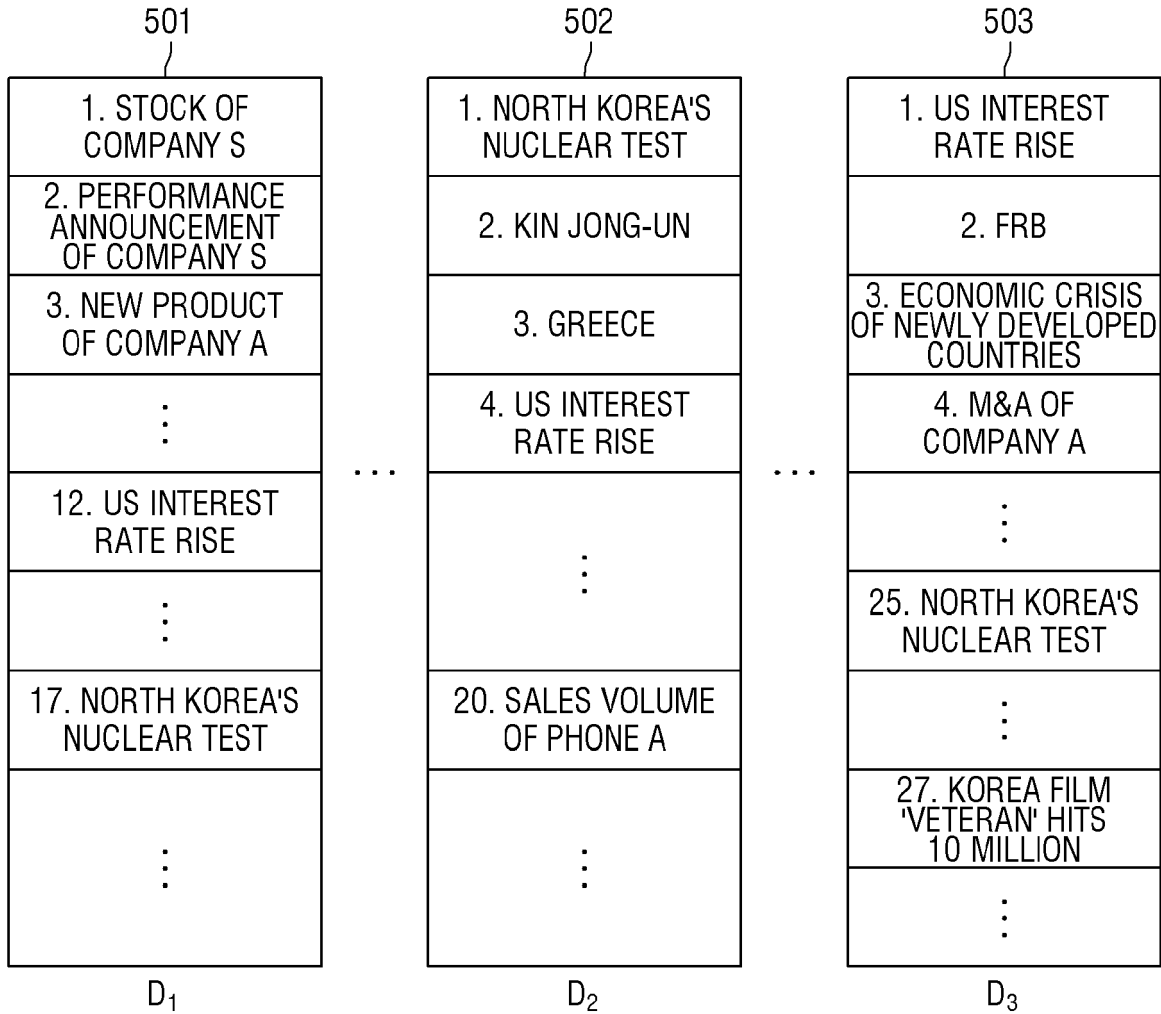 501
1. STOCK OF
COMPANY S
2. PERFORMANCE
ANNOUNCEMENT
OF COMPANY S
3. NEW PRODUCT
OF COMPANY A
⋮
12. US INTEREST
RATE RISE
⋮
17. NORTH KOREA'S
NUCLEAR TEST
⋮
D₁
...
502
1. NORTH KOREA'S
NUCLEAR TEST
2. KIN JONG-UN
3. GREECE
4. US INTEREST
RATE RISE
⋮
20. SALES VOLUME
OF PHONE A
⋮
D₂
...
503
1. US INTEREST
RATE RISE
2. FRB
3. ECONOMIC CRISIS
OF NEWLY DEVELOPED
COUNTRIES
4. M&A OF
COMPANY A
⋮
25. NORTH KOREA'S
NUCLEAR TEST
⋮
27. KOREA FILM
'VETERAN' HITS
10 MILLION
⋮
D₃